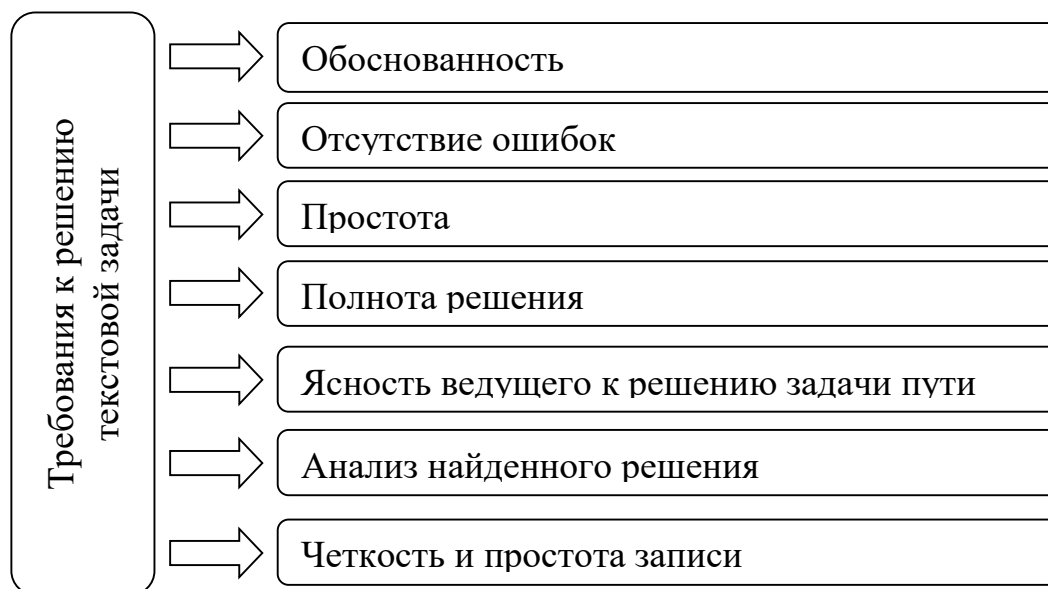 Требования к решению
текстовой задачи
Обоснованность
Отсутствие ошибок
Простота
Полнота решения
Ясность ведущего к решению задачи пути
Анализ найденного решения
Четкость и простота записи